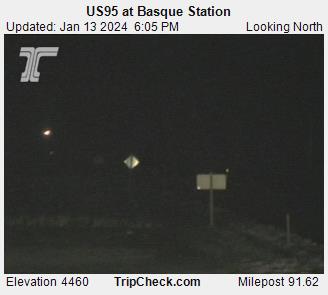 US95 at Basque Station
Updated: Jan 13 2024 6:05 PM Looking North
Elevation 4460 TripCheck.com Milepost 91.62